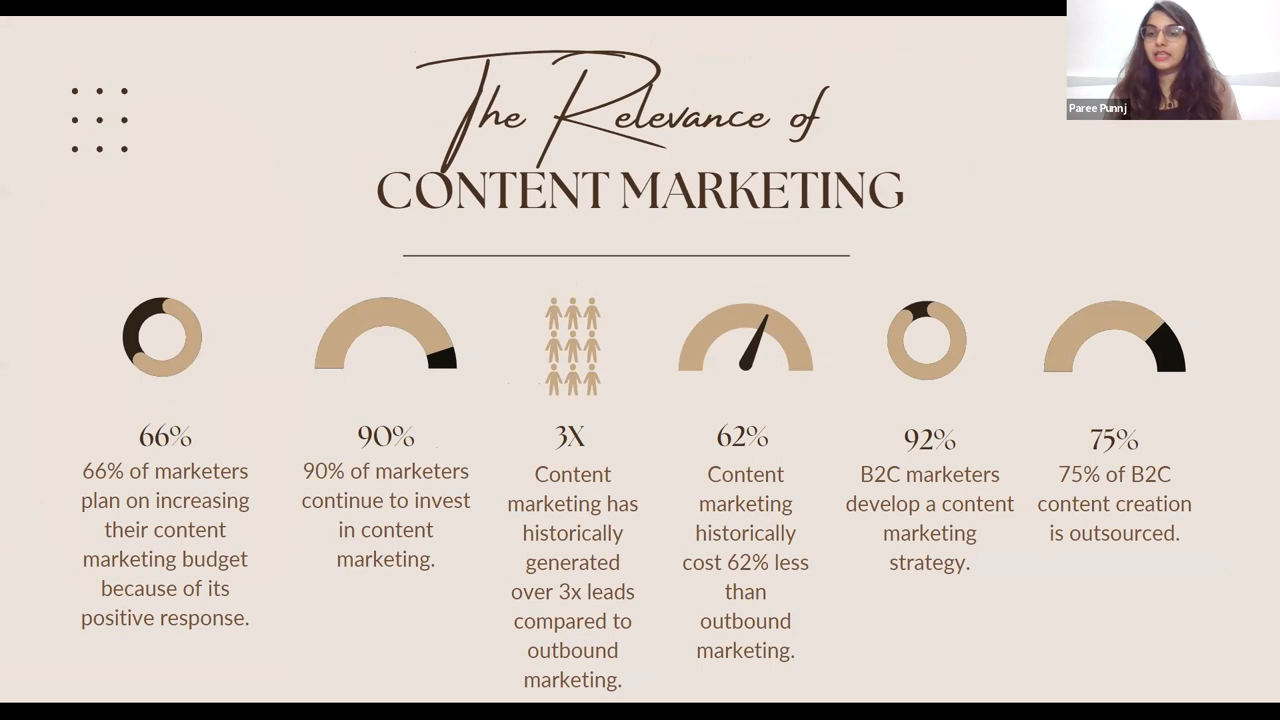 The Relevance of
CONTENT MARKETING
Paree Punnj
66%
66% of marketers
plan on increasing
their content
marketing budget
because of its
positive response.
90%
90% of marketers
continue to invest
in content
marketing.
3X
Content
marketing has
historically
generated
over 3x leads
compared to
outbound
marketing.
62%
Content
marketing
historically
cost 62% less
than
outbound
marketing.
92%
B2C marketers
develop a content
marketing
strategy.
75%
75% of B2C
content creation
is outsourced.